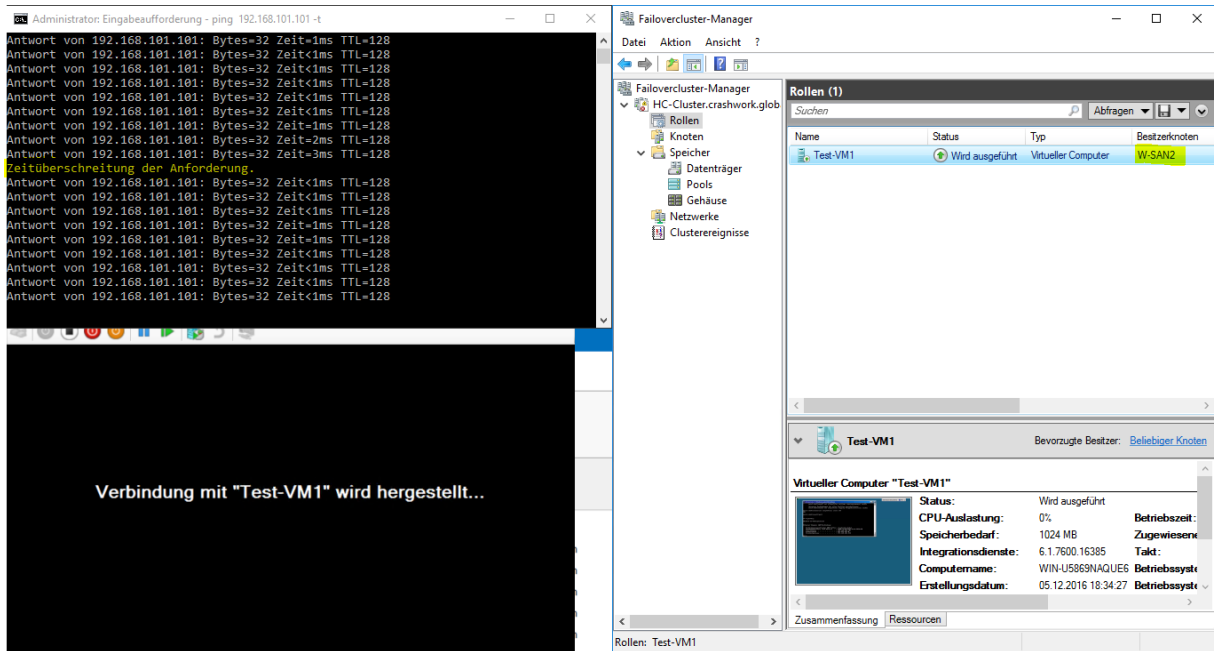 Administrator: Eingabeaufforderung - ping 192.168.101.101 -t
Antwort von 192.168.101.101: Bytes=32 Zeit=1ms TTL=128
Antwort von 192.168.101.101: Bytes=32 Zeit<1ms TTL=128
Antwort von 192.168.101.101: Bytes=32 Zeit<1ms TTL=128
Antwort von 192.168.101.101: Bytes=32 Zeit<1ms TTL=128
Antwort von 192.168.101.101: Bytes=32 Zeit<1ms TTL=128
Antwort von 192.168.101.101: Bytes=32 Zeit<1ms TTL=128
Antwort von 192.168.101.101: Bytes=32 Zeit=1ms TTL=128
Antwort von 192.168.101.101: Bytes=32 Zeit=2ms TTL=128
Antwort von 192.168.101.101: Bytes=32 Zeit=3ms TTL=128
Zeitüberschreitung der Anforderung.
Antwort von 192.168.101.101: Bytes=32 Zeit<1ms TTL=128
Antwort von 192.168.101.101: Bytes=32 Zeit<1ms TTL=128
Antwort von 192.168.101.101: Bytes=32 Zeit<1ms TTL=128
Antwort von 192.168.101.101: Bytes=32 Zeit=1ms TTL=128
Antwort von 192.168.101.101: Bytes=32 Zeit=1ms TTL=128
Antwort von 192.168.101.101: Bytes=32 Zeit<1ms TTL=128
Antwort von 192.168.101.101: Bytes=32 Zeit<1ms TTL=128
Antwort von 192.168.101.101: Bytes=32 Zeit<1ms TTL=128
Antwort von 192.168.101.101: Bytes=32 Zeit<1ms TTL=128
Verbindung mit "Test-VM1" wird hergestellt...
Failovercluster-Manager
Datei Aktion Ansicht ?
Failovercluster-Manager
HC-Cluster.crashwork.glob
Rollen
Knoten
Speicher
Datenträger
Pools
Gehäuse
Netzwerke
Clusterereignisse
Rollen (1)
Suchen Abfragen
Name Status Typ Besitzerknoten
Test-VM1 Wird ausgeführt Virtueller Computer W-SAN2
Test-VM1 Bevorzugte Besitzer: Beliebiger Knoten
Virtueller Computer "Test-VM1"
Status: Wird ausgeführt
CPU-Auslastung: 0% Betriebszeit:
Speicherbedarf: 1024 MB Zugewiesene
Integrationsdienste: 6.1.7600.16385 Takt:
Computername: WIN-U5869NAQUE6 Betriebssyste
Erstellungsdatum: 05.12.2016 18:34:27 Betriebssyste
Zusammenfassung Ressourcen
Rollen: Test-VM1